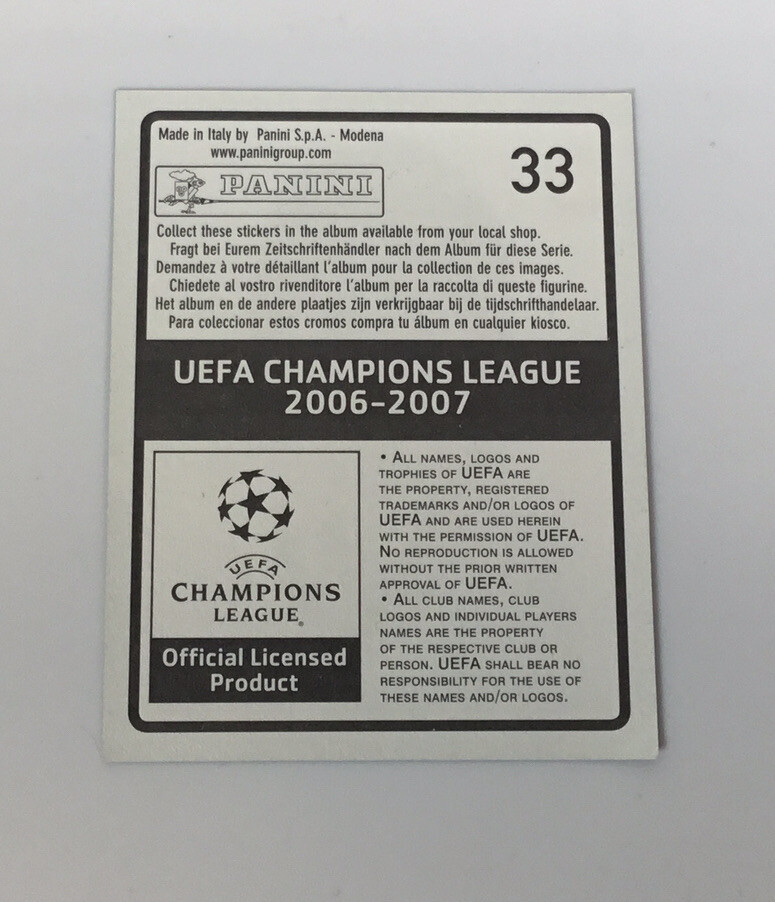 Made in Italy by Panini S.p.A. - Modena
www.paninigroup.com
33
PANINI
Collect these stickers in the album available from your local shop.
Fragt bei Eurem Zeitschriftenhändler nach dem Album für diese Serie.
Demandez à votre détaillant l'album pour la collection de ces images.
Chiedete al vostro rivenditore l'album per la raccolta di queste figurine.
Het album en de andere plaatjes zijn verkrijgbaar bij de tijdschrifthandelaar.
Para coleccionar estos cromos compra tu álbum en cualquier kiosco.
UEFA CHAMPIONS LEAGUE
2006-2007
UEFA
CHAMPIONS
LEAGUE®
Official Licensed
Product
• ALL NAMES, LOGOS AND
TROPHIES OF UEFA ARE
THE PROPERTY, REGISTERED
TRADEMARKS AND/OR LOGOS OF
UEFA AND ARE USED HEREIN
WITH THE PERMISSION OF UEFA.
NO REPRODUCTION IS ALLOWED
WITHOUT THE PRIOR WRITTEN
APPROVAL OF UEFA.
• ALL CLUB NAMES, CLUB
LOGOS AND INDIVIDUAL PLAYERS
NAMES ARE THE PROPERTY
OF THE RESPECTIVE CLUB OR
PERSON. UEFA SHALL BEAR NO
RESPONSIBILITY FOR THE USE OF
THESE NAMES AND/OR LOGOS.